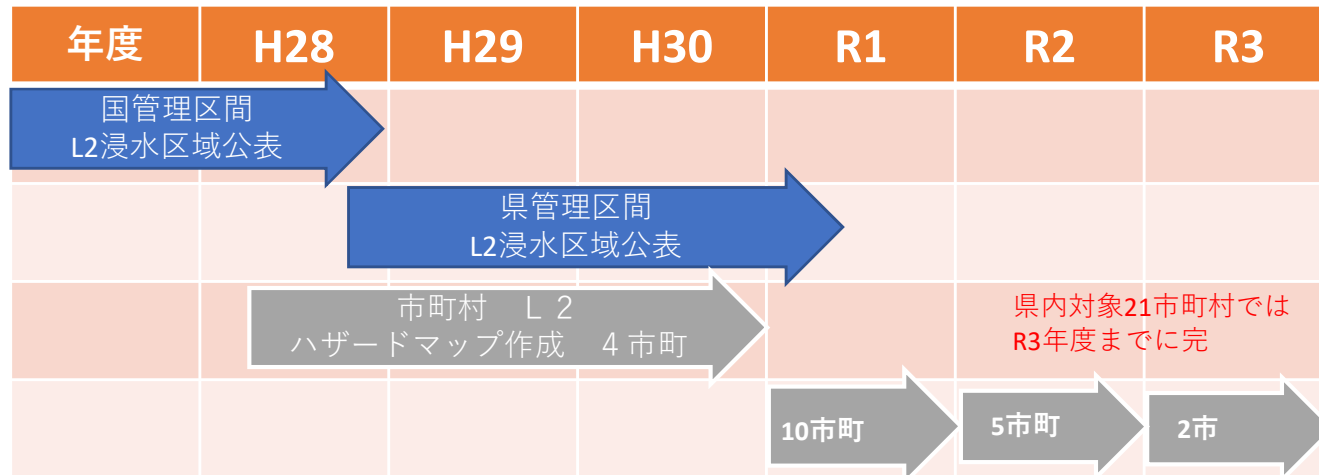 年度 H28 H29 H30 R1 R2 R3
国管理区間
L2浸水区域公表
県管理区間
L2浸水区域公表
市町村　Ｌ２
ハザードマップ作成　４市町
県内対象21市町村では
R3年度までに完
10市町 5市町 2市